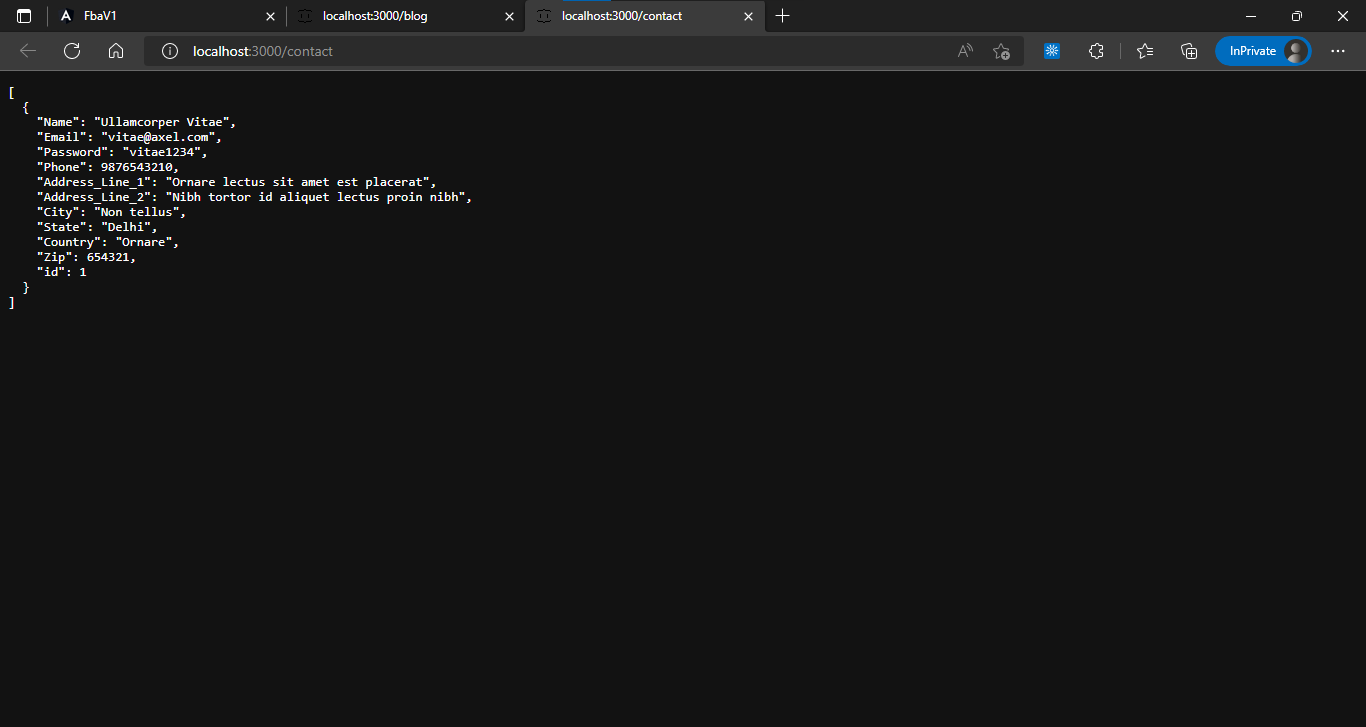 FbaV1
localhost:3000/blog
localhost:3000/contact
localhost:3000/contact
InPrivate
[
{
"Name": "Ullamcorper Vitae",
"Email": "vitae@axel.com",
"Password": "vitae1234",
"Phone": 9876543210,
"Address_Line_1": "Ornare lectus sit amet est placerat",
"Address_Line_2": "Nibh tortor id aliquet lectus proin nibh",
"City": "Non tellus",
"State": "Delhi",
"Country": "Ornare",
"Zip": 654321,
"id": 1
}
]